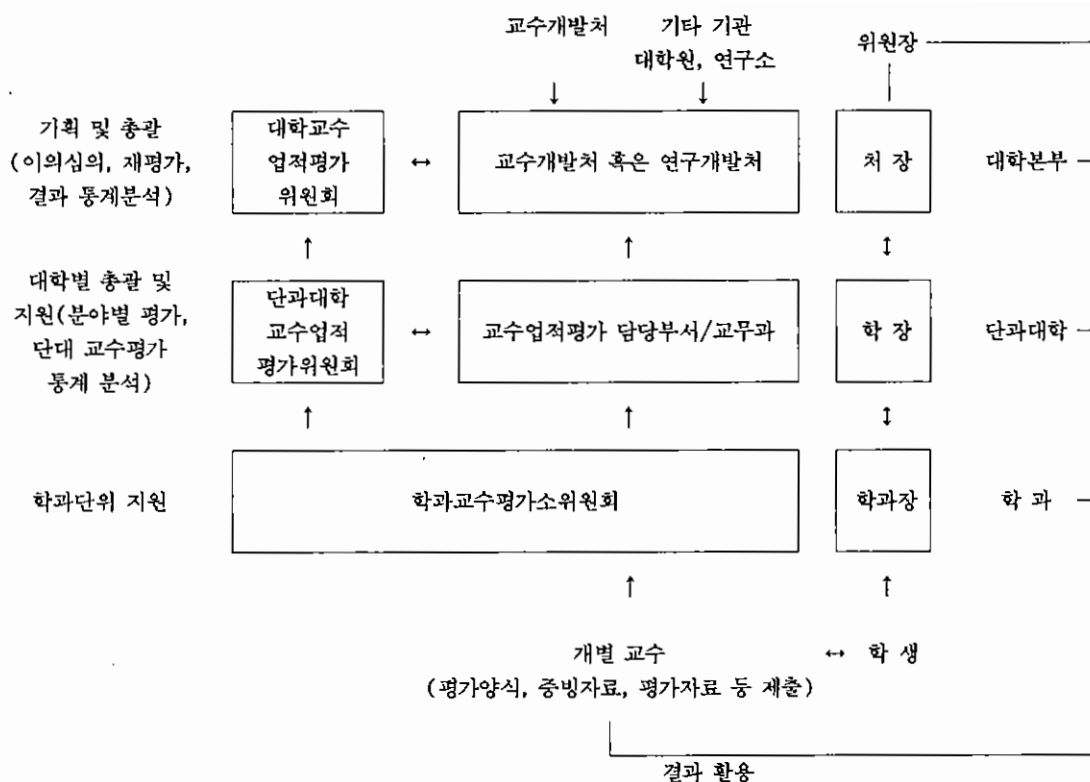 교수개발처
기타 기관
대학원, 연구소
위원장
기획 및 총괄
(이의심의, 재평가,
결과 통계분석)
대학교수
업적평가
위원회
↔
교수개발처 혹은 연구개발처
처 장
대학본부
대학별 총괄 및
지원(분야별 평가,
단대 교수평가
통계 분석)
단과대학
교수업적
평가위원회
↔
교수업적평가 담당부서/교무과
학 장
단과대학
학과단위 지원
학과교수평가소위원회
학과장
학 과
개별 교수
(평가양식, 증빙자료, 평가자료 등 제출)
↔ 학 생
결과 활용